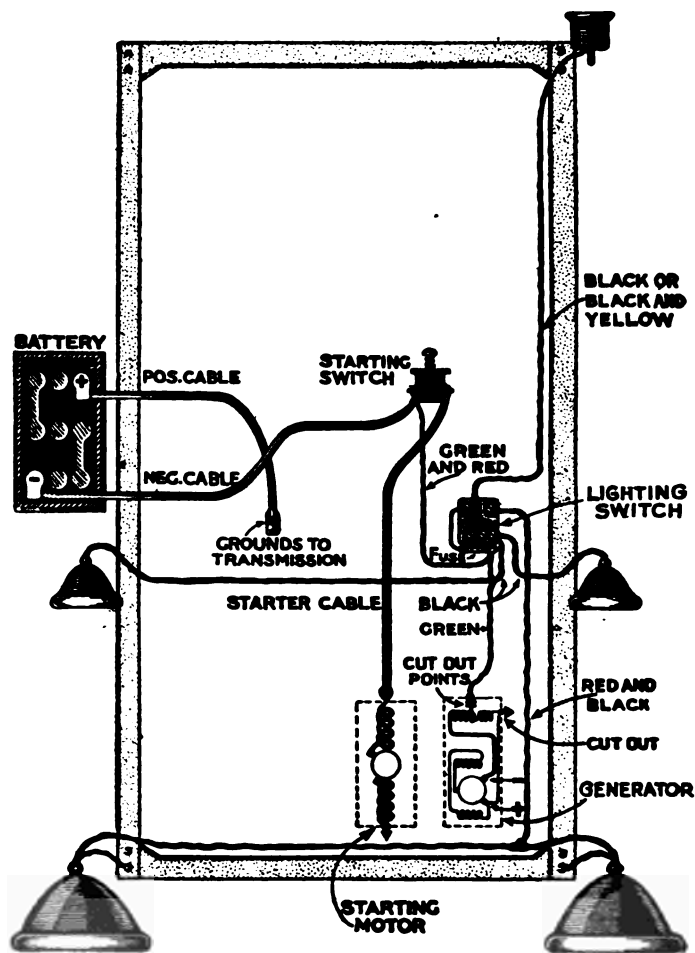 BLACK OR
BLACK AND
YELLOW
BATTERY
STARTING
SWITCH
POS. CABLE
+
GREEN
AND RED
NEG. CABLE
-
LIGHTING
SWITCH
GROUNDS TO
TRANSMISSION
FUSE
STARTER CABLE
BLACK
GREEN
CUT OUT
POINTS
RED AND
BLACK
CUT OUT
GENERATOR
-
+
STARTING
MOTOR